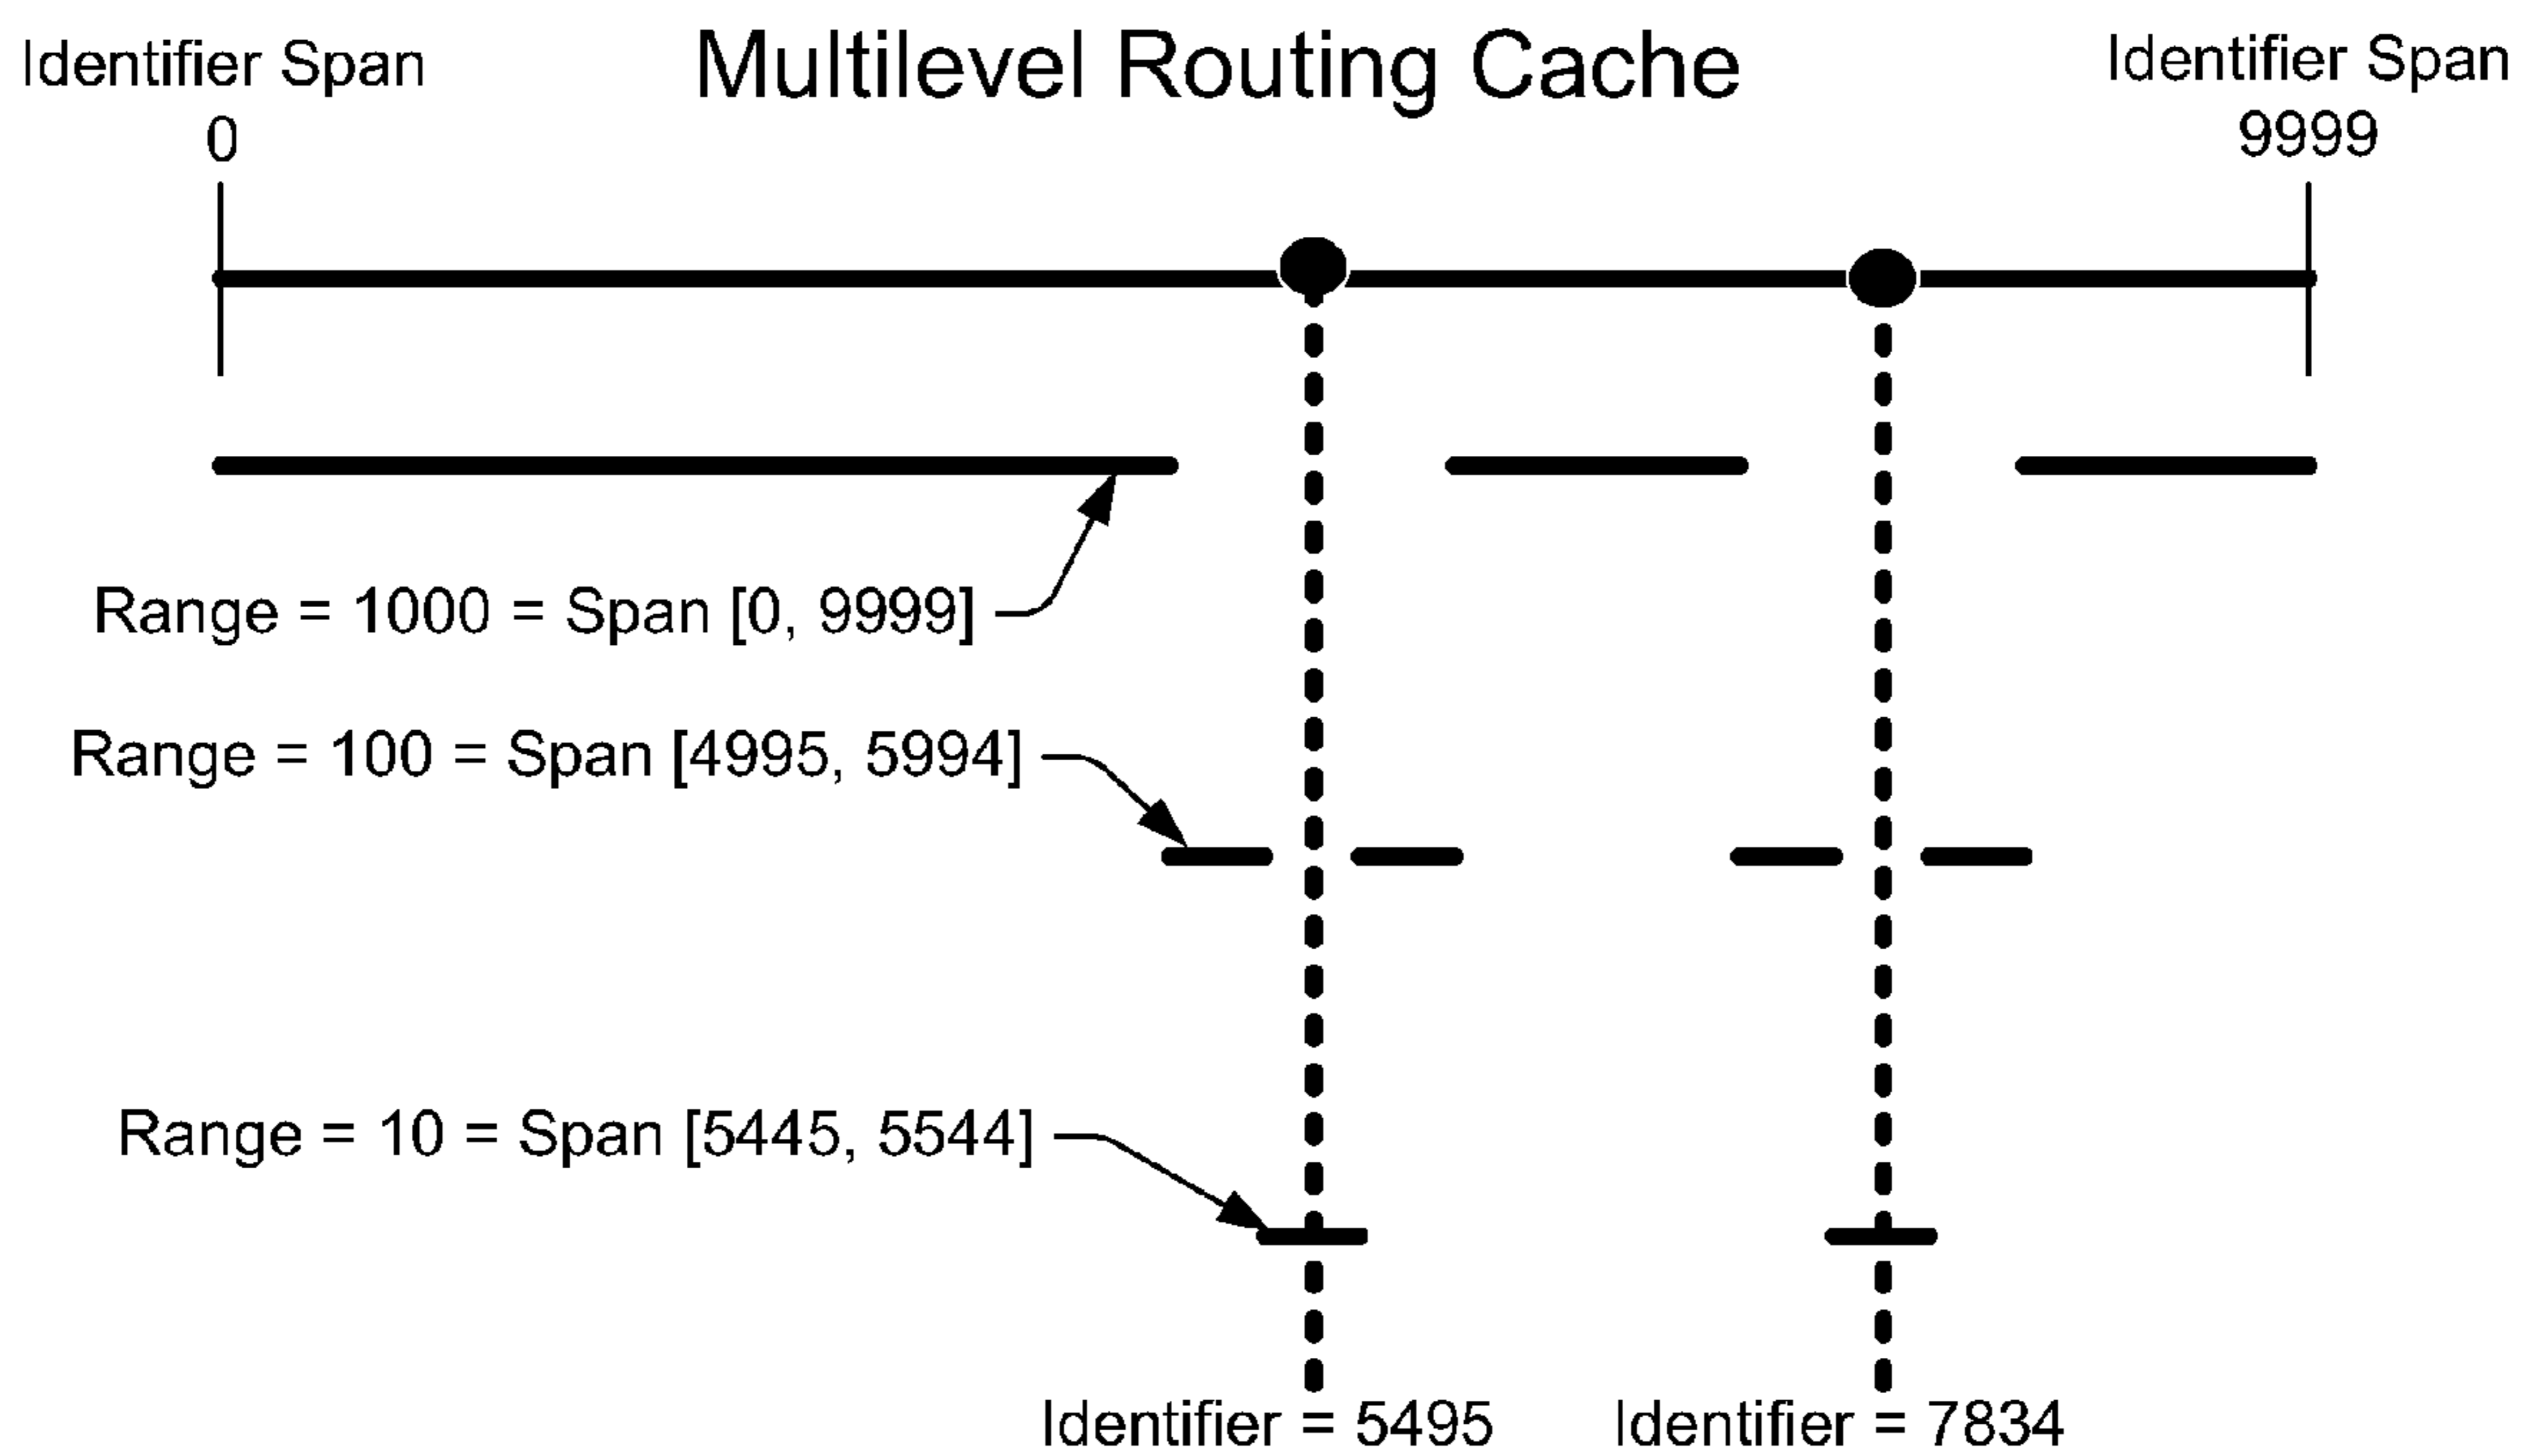 Multilevel Routing Cache
Identifier Span
0
Identifier Span
9999
Range = 1000 = Span [0, 9999]
Range = 100 = Span [4995, 5994]
Range = 10 = Span [5445, 5544]
Identifier = 5495
Identifier = 7834